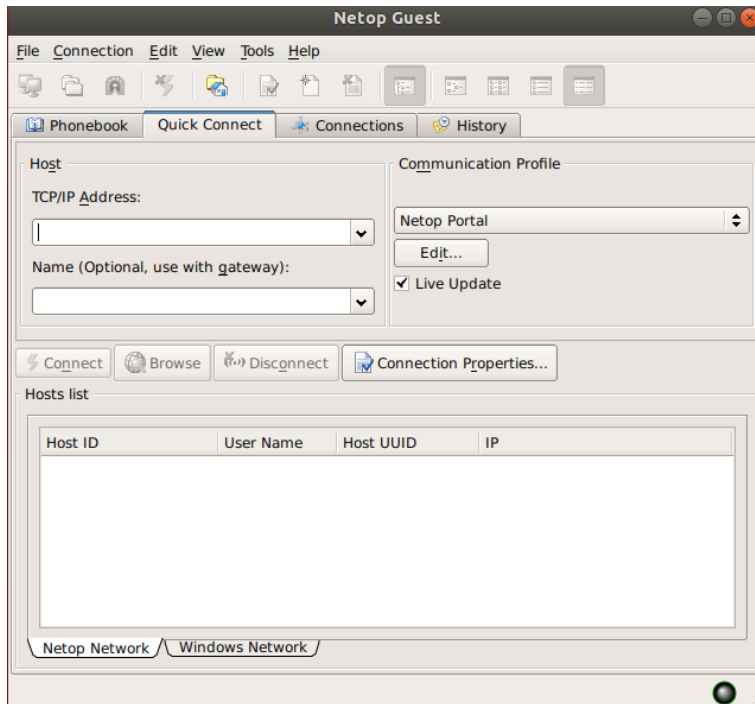 Netop Guest
File Connection Edit View Tools Help
Phonebook Quick Connect Connections History
Host
TCP/IP Address:
Name (Optional, use with gateway):
Communication Profile
Netop Portal
Edit...
Live Update
Connect Browse Disconnect Connection Properties...
Hosts list
Host ID User Name Host UUID IP
Netop Network Windows Network